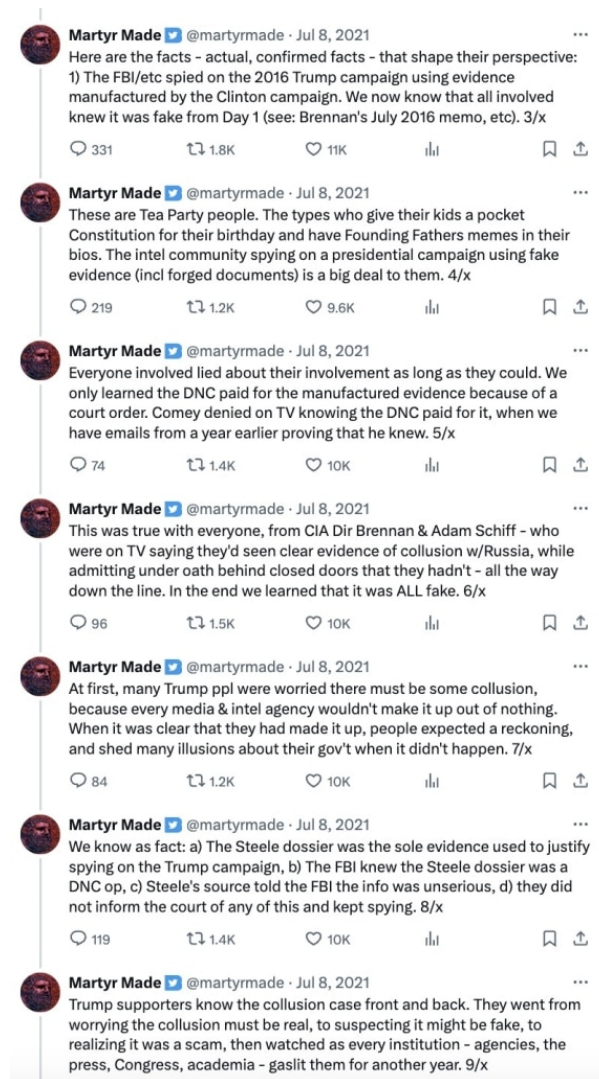 Martyr Made @martyrmade · Jul 8, 2021
Here are the facts - actual, confirmed facts - that shape their perspective:
1) The FBI/etc spied on the 2016 Trump campaign using evidence
manufactured by the Clinton campaign. We now know that all involved
knew it was fake from Day 1 (see: Brennan's July 2016 memo, etc). 3/x
331 1.8K 11K
Martyr Made @martyrmade · Jul 8, 2021
These are Tea Party people. The types who give their kids a pocket
Constitution for their birthday and have Founding Fathers memes in their
bios. The intel community spying on a presidential campaign using fake
evidence (incl forged documents) is a big deal to them. 4/x
219 1.2K 9.6K
Martyr Made @martyrmade · Jul 8, 2021
Everyone involved lied about their involvement as long as they could. We
only learned the DNC paid for the manufactured evidence because of a
court order. Comey denied on TV knowing the DNC paid for it, when we
have emails from a year earlier proving that he knew. 5/x
74 1.4K 10K
Martyr Made @martyrmade · Jul 8, 2021
This was true with everyone, from CIA Dir Brennan & Adam Schiff - who
were on TV saying they'd seen clear evidence of collusion w/Russia, while
admitting under oath behind closed doors that they hadn't - all the way
down the line. In the end we learned that it was ALL fake. 6/x
96 1.5K 10K
Martyr Made @martyrmade · Jul 8, 2021
At first, many Trump ppl were worried there must be some collusion,
because every media & intel agency wouldn't make it up out of nothing.
When it was clear that they had made it up, people expected a reckoning,
and shed many illusions about their gov't when it didn't happen. 7/x
84 1.2K 10K
Martyr Made @martyrmade · Jul 8, 2021
We know as fact: a) The Steele dossier was the sole evidence used to justify
spying on the Trump campaign, b) The FBI knew the Steele dossier was a
DNC op, c) Steele's source told the FBI the info was unserious, d) they did
not inform the court of any of this and kept spying. 8/x
119 1.4K 10K
Martyr Made @martyrmade · Jul 8, 2021
Trump supporters know the collusion case front and back. They went from
worrying the collusion must be real, to suspecting it might be fake, to
realizing it was a scam, then watched as every institution - agencies, the
press, Congress, academia - gaslit them for another year. 9/x